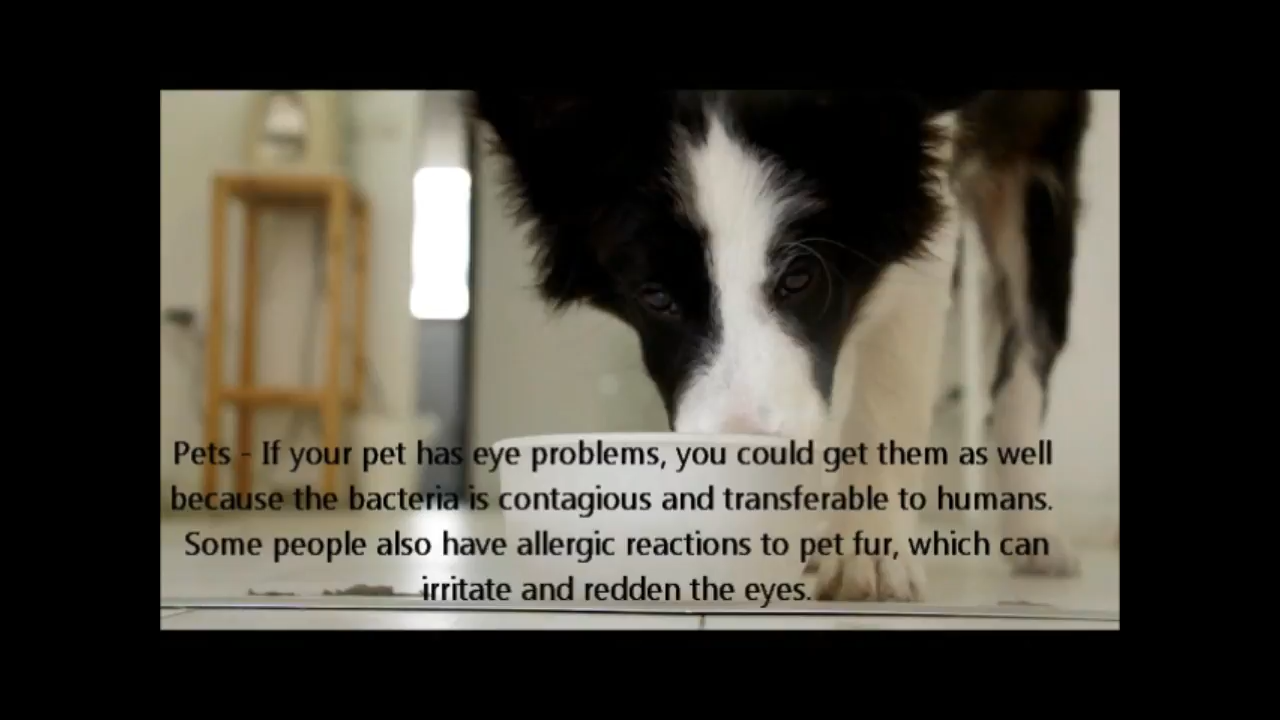 Pets - If your pet has eye problems, you could get them as well
because the bacteria is contagious and transferable to humans.
Some people also have allergic reactions to pet fur, which can
irritate and redden the eyes.